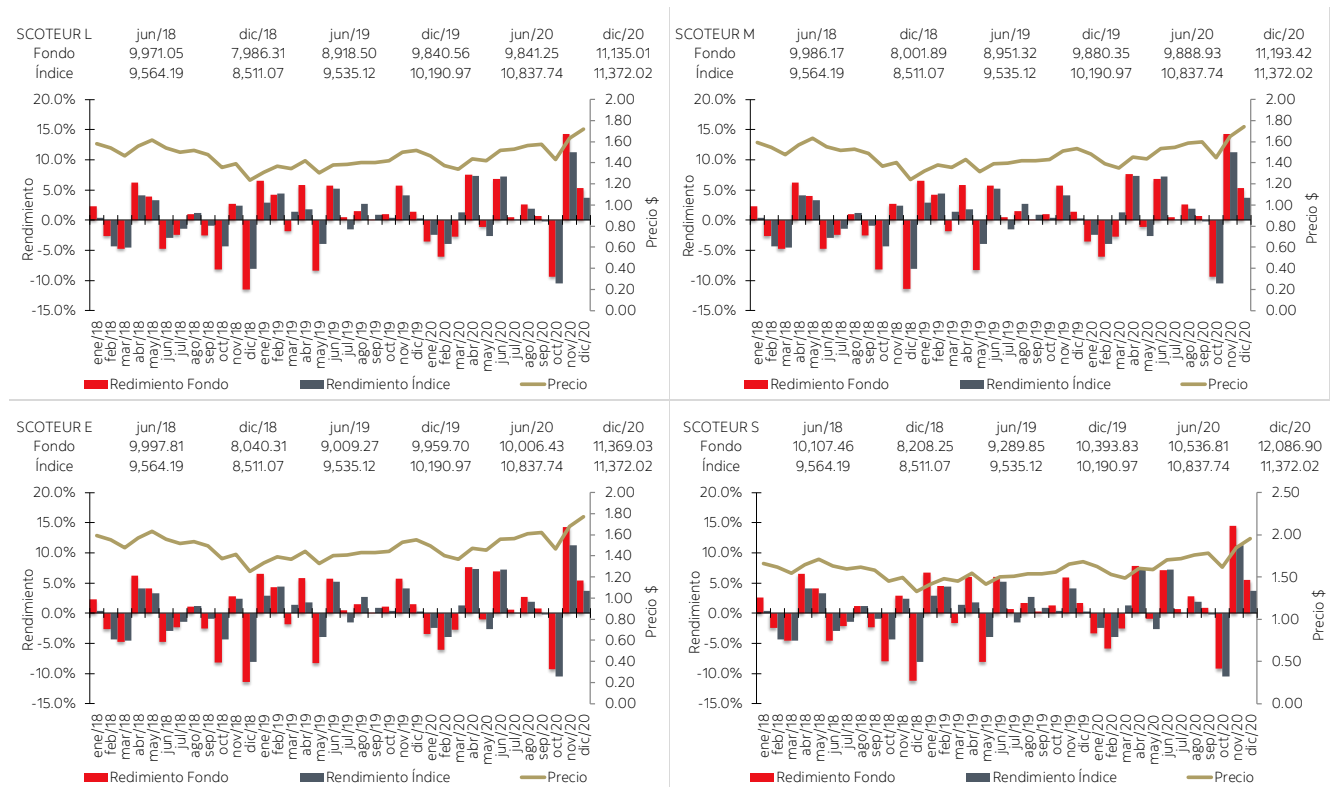 SCOTEUR L jun/18 dic/18 jun/19 dic/19 jun/20 dic/20
Fondo 9,971.05 7,986.31 8,918.50 9,840.56 9,841.25 11,135.01
Índice 9,564.19 8,511.07 9,535.12 10,190.97 10,837.74 11,372.02
20.0% 2.00
15.0% 1.80
10.0% 1.60
5.0% 1.40
0.0% 1.20
-5.0% 1.00
-10.0% 0.80
-15.0% 0.60
0.40
0.20
0.00
Rendimiento
Precio $
ene/18 feb/18 mar/18 abr/18 may/18 jun/18 jul/18 ago/18 sep/18 oct/18 nov/18 dic/18 ene/19 feb/19 mar/19 abr/19 may/19 jun/19 jul/19 ago/19 sep/19 oct/19 nov/19 dic/19 ene/20 feb/20 mar/20 abr/20 may/20 jun/20 jul/20 ago/20 sep/20 oct/20 nov/20 dic/20
Redimiento Fondo Rendimiento Índice Precio
SCOTEUR M jun/18 dic/18 jun/19 dic/19 jun/20 dic/20
Fondo 9,986.17 8,001.89 8,951.32 9,880.35 9,888.93 11,193.42
Índice 9,564.19 8,511.07 9,535.12 10,190.97 10,837.74 11,372.02
20.0% 2.00
15.0% 1.80
10.0% 1.60
5.0% 1.40
0.0% 1.20
-5.0% 1.00
-10.0% 0.80
-15.0% 0.60
0.40
0.20
0.00
Rendimiento
Precio $
ene/18 feb/18 mar/18 abr/18 may/18 jun/18 jul/18 ago/18 sep/18 oct/18 nov/18 dic/18 ene/19 feb/19 mar/19 abr/19 may/19 jun/19 jul/19 ago/19 sep/19 oct/19 nov/19 dic/19 ene/20 feb/20 mar/20 abr/20 may/20 jun/20 jul/20 ago/20 sep/20 oct/20 nov/20 dic/20
Redimiento Fondo Rendimiento Índice Precio
SCOTEUR E jun/18 dic/18 jun/19 dic/19 jun/20 dic/20
Fondo 9,997.81 8,040.31 9,009.27 9,959.70 10,006.43 11,369.03
Índice 9,564.19 8,511.07 9,535.12 10,190.97 10,837.74 11,372.02
20.0% 2.00
15.0% 1.80
10.0% 1.60
5.0% 1.40
0.0% 1.20
-5.0% 1.00
-10.0% 0.80
-15.0% 0.60
0.40
0.20
0.00
Rendimiento
Precio $
ene/18 feb/18 mar/18 abr/18 may/18 jun/18 jul/18 ago/18 sep/18 oct/18 nov/18 dic/18 ene/19 feb/19 mar/19 abr/19 may/19 jun/19 jul/19 ago/19 sep/19 oct/19 nov/19 dic/19 ene/20 feb/20 mar/20 abr/20 may/20 jun/20 jul/20 ago/20 sep/20 oct/20 nov/20 dic/20
Redimiento Fondo Rendimiento Índice Precio
SCOTEUR S jun/18 dic/18 jun/19 dic/19 jun/20 dic/20
Fondo 10,107.46 8,208.25 9,289.85 10,393.83 10,536.81 12,086.90
Índice 9,564.19 8,511.07 9,535.12 10,190.97 10,837.74 11,372.02
20.0% 2.50
15.0% 2.00
10.0% 1.50
5.0% 1.00
0.0% 0.50
-5.0% 0.00
-10.0%
-15.0%
Rendimiento
Precio $
ene/18 feb/18 mar/18 abr/18 may/18 jun/18 jul/18 ago/18 sep/18 oct/18 nov/18 dic/18 ene/19 feb/19 mar/19 abr/19 may/19 jun/19 jul/19 ago/19 sep/19 oct/19 nov/19 dic/19 ene/20 feb/20 mar/20 abr/20 may/20 jun/20 jul/20 ago/20 sep/20 oct/20 nov/20 dic/20
Redimiento Fondo Rendimiento Índice Precio